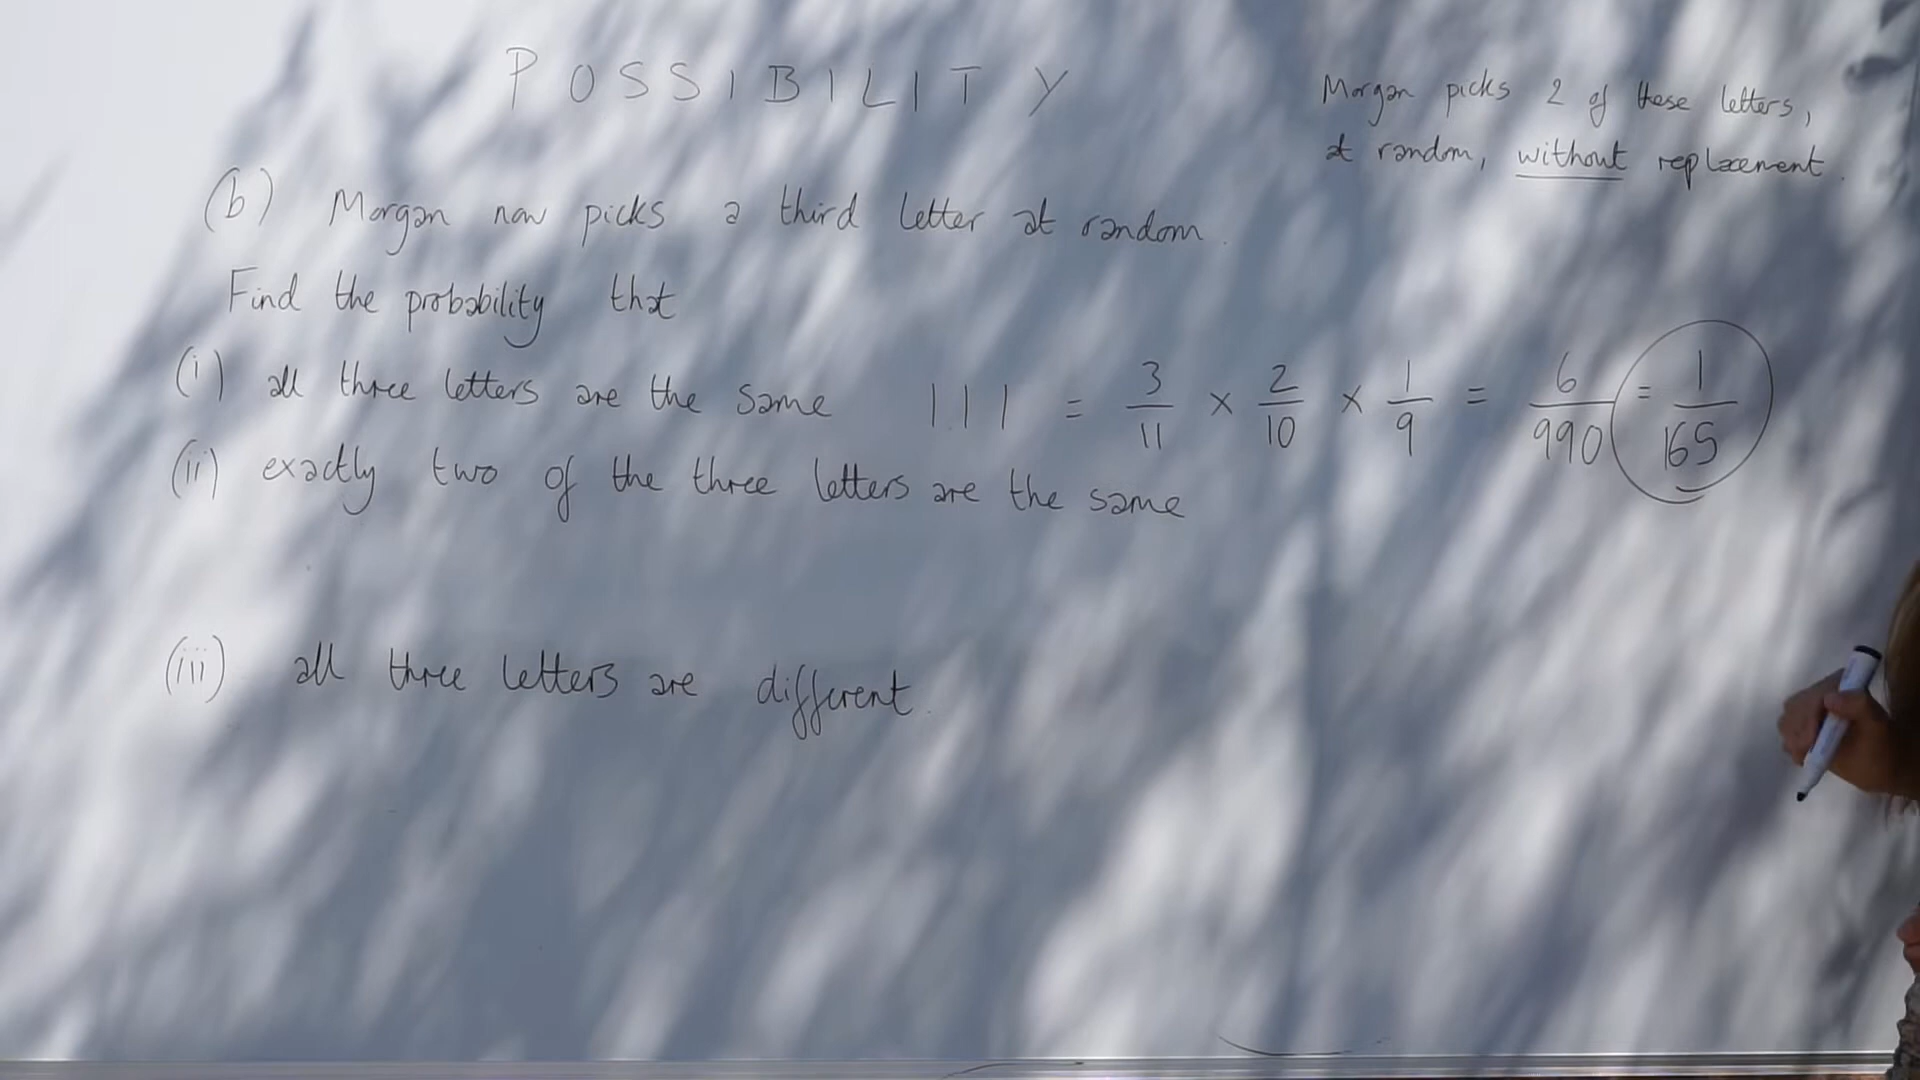 P O S S I B I L I T Y
Morgan picks 2 of these letters,
at random, without replacement.
(b) Morgan now picks a third letter at random.
Find the probability that
(i) all three letters are the same I I I = 3/11 × 2/10 × 1/9 = 6/990 = 1/165
(ii) exactly two of the three letters are the same
(iii) all three letters are different.